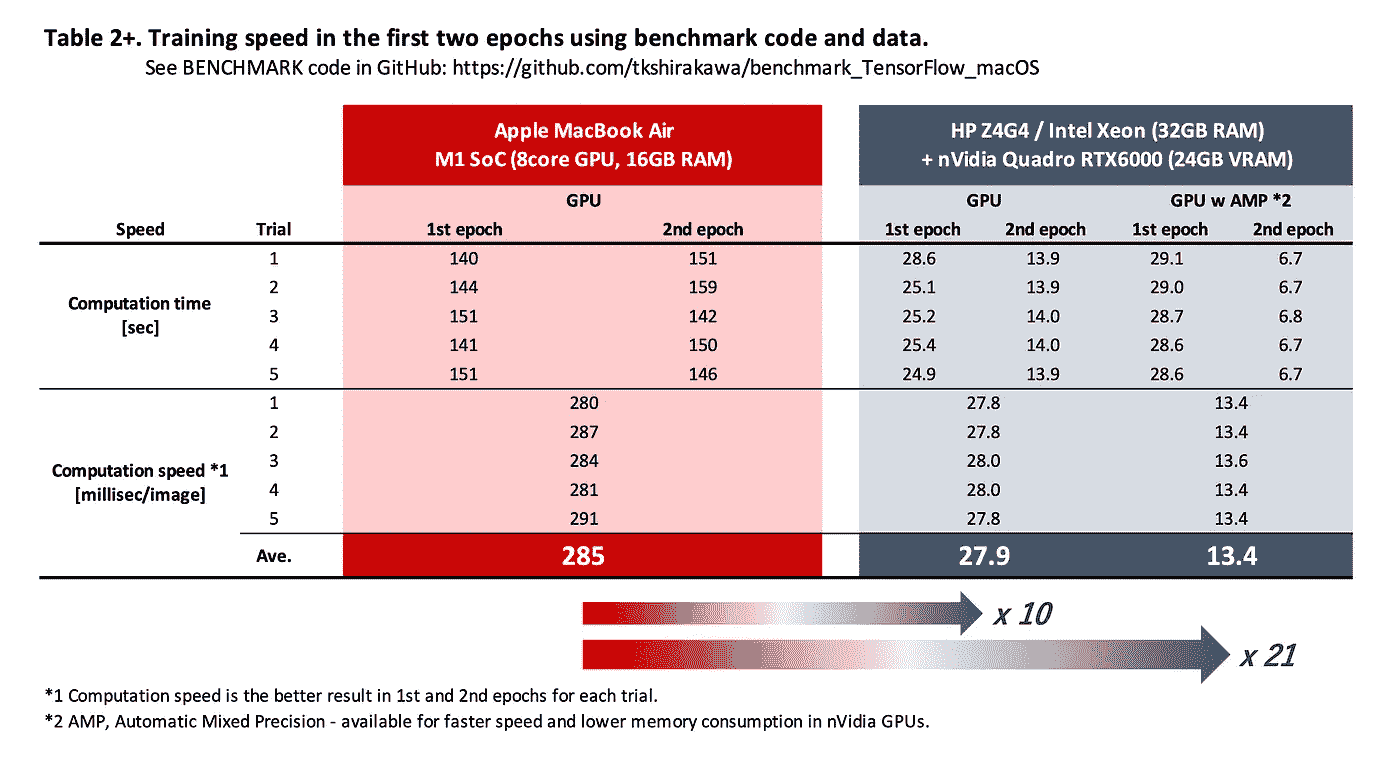 Table 2+. Training speed in the first two epochs using benchmark code and data.
See BENCHMARK code in GitHub: https://github.com/tkshirakawa/benchmark_TensorFlow_macOS
Apple MacBook Air
M1 SoC (8core GPU, 16GB RAM)
HP Z4G4 / Intel Xeon (32GB RAM)
+ nVidia Quadro RTX6000 (24GB VRAM)
GPU GPU GPU w AMP *2
Speed Trial 1st epoch 2nd epoch 1st epoch 2nd epoch 1st epoch 2nd epoch
Computation time
[sec]
1 140 151 28.6 13.9 29.1 6.7
2 144 159 25.1 13.9 29.0 6.7
3 151 142 25.2 14.0 28.7 6.8
4 141 150 25.4 14.0 28.6 6.7
5 151 146 24.9 13.9 28.6 6.7
Computation speed *1
[millisec/image]
1 280 27.8 13.4
2 287 27.8 13.4
3 284 28.0 13.6
4 281 28.0 13.4
5 291 27.8 13.4
Ave. 285 27.9 13.4
x 10
x 21
*1 Computation speed is the better result in 1st and 2nd epochs for each trial.
*2 AMP, Automatic Mixed Precision - available for faster speed and lower memory consumption in nVidia GPUs.